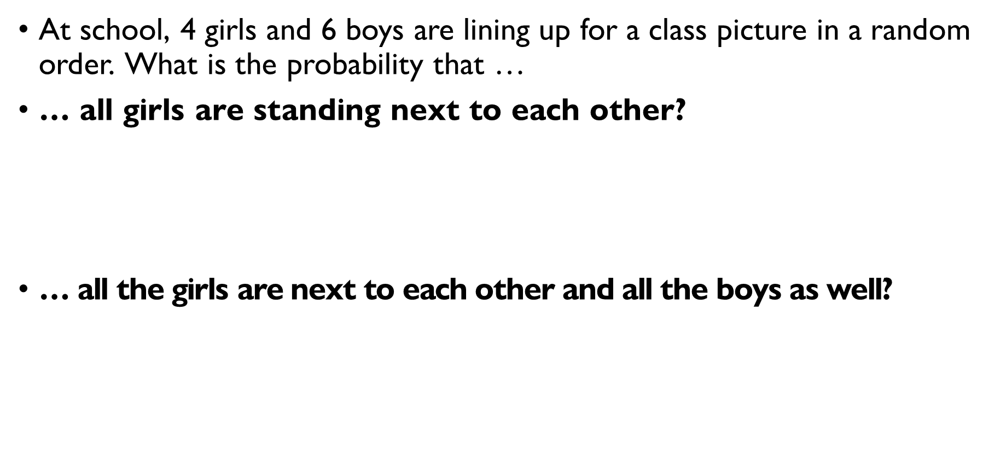 • At school, 4 girls and 6 boys are lining up for a class picture in a random
order. What is the probability that …
• … all girls are standing next to each other?
• … all the girls are next to each other and all the boys as well?